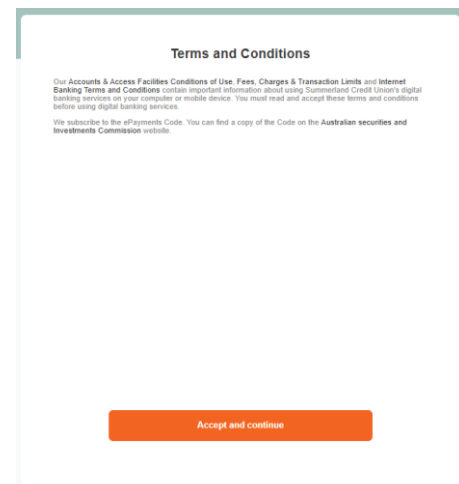 Terms and Conditions
Our Accounts & Access Facilities Conditions of Use, Fees, Charges & Transaction Limits and Internet
Banking Terms and Conditions contain important information about using Summerland Credit Union's digital
banking services on your computer or mobile device. You must read and accept these terms and conditions
before using digital banking services.
We subscribe to the ePayments Code. You can find a copy of the Code on the Australian securities and
Investments Commission website.
Accept and continue